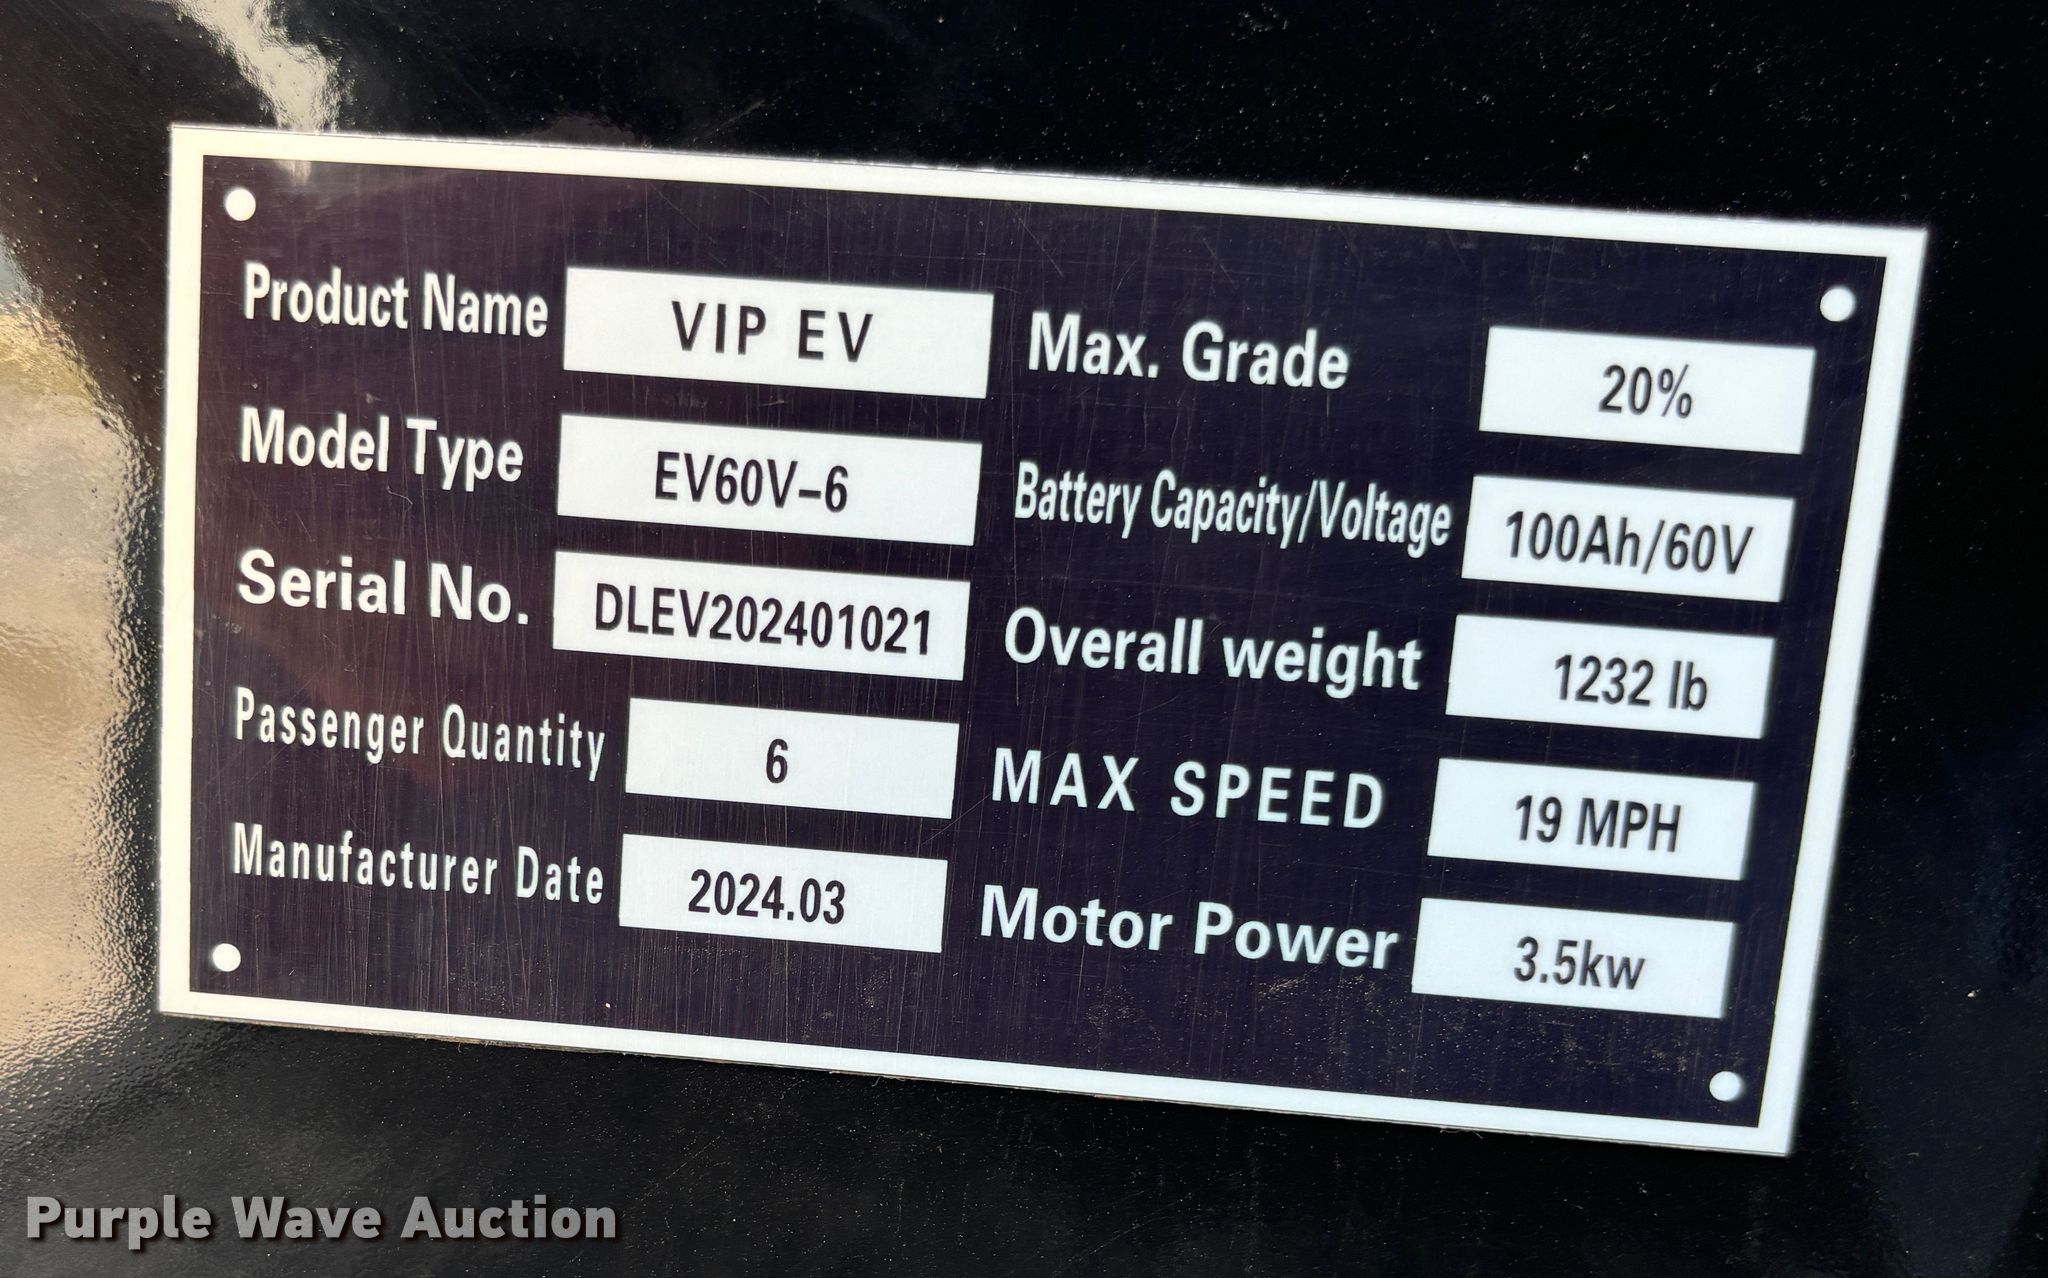 Product Name VIP EV
Model Type EV60V-6
Serial No. DLEV202401021
Passenger Quantity 6
Manufacturer Date 2024.03
Max. Grade 20%
Battery Capacity/Voltage 100Ah/60V
Overall weight 1232 lb
MAX SPEED 19 MPH
Motor Power 3.5kw
Purple Wave Auction